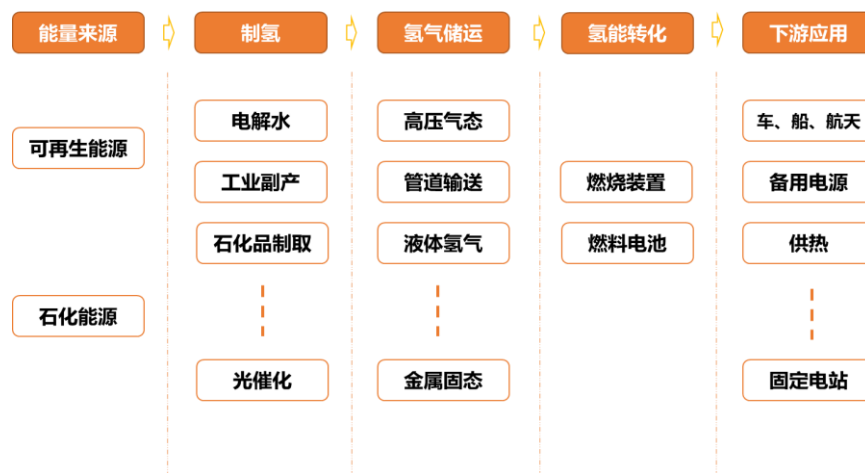 能量来源
制氢
氢气储运
氢能转化
下游应用
可再生能源
石化能源
电解水
工业副产
石化品制取
光催化
高压气态
管道输送
液体氢气
金属固态
燃烧装置
燃料电池
车、船、航天
备用电源
供热
固定电站